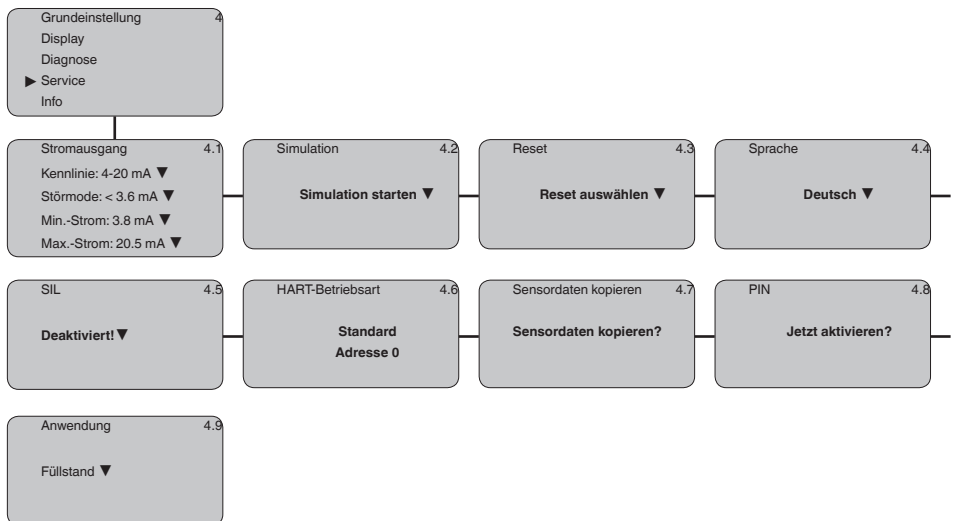 Grundeinstellung 4
Display
Diagnose
▶ Service
Info
Stromausgang 4.1
Kennlinie: 4-20 mA ▼
Störmode: < 3.6 mA ▼
Min.-Strom: 3.8 mA ▼
Max.-Strom: 20.5 mA ▼
Simulation 4.2
Simulation starten ▼
Reset 4.3
Reset auswählen ▼
Sprache 4.4
Deutsch ▼
SIL 4.5
Deaktiviert! ▼
HART-Betriebsart 4.6
Standard
Adresse 0
Sensordaten kopieren 4.7
Sensordaten kopieren?
PIN 4.8
Jetzt aktivieren?
Anwendung 4.9
Füllstand ▼